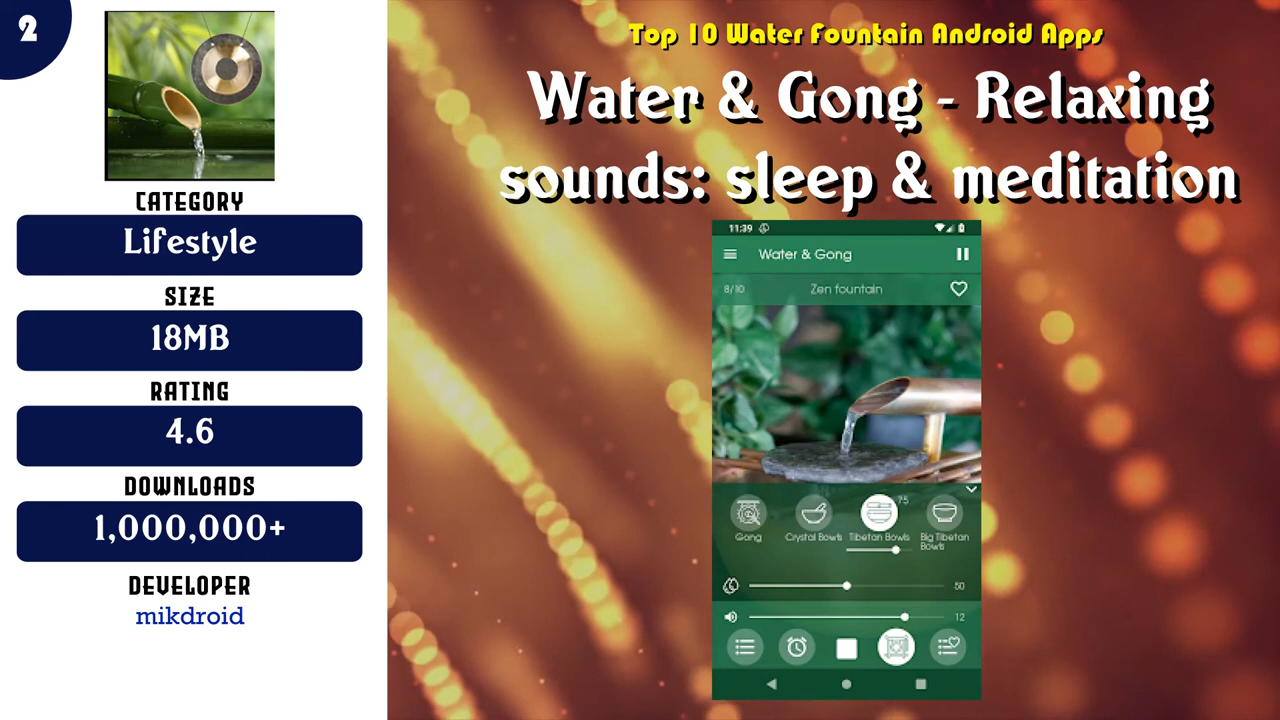 2
CATEGORY
Lifestyle
SIZE
18MB
RATING
4.6
DOWNLOADS
1,000,000+
DEVELOPER
mikdroid
Top 10 Water Fountain Android Apps
Water & Gong - Relaxing
sounds: sleep & meditation
11:39
Water & Gong
8/10 Zen fountain
75
Gong Crystal Bowls Tibetan Bowls Big Tibetan
Bowls
50
12